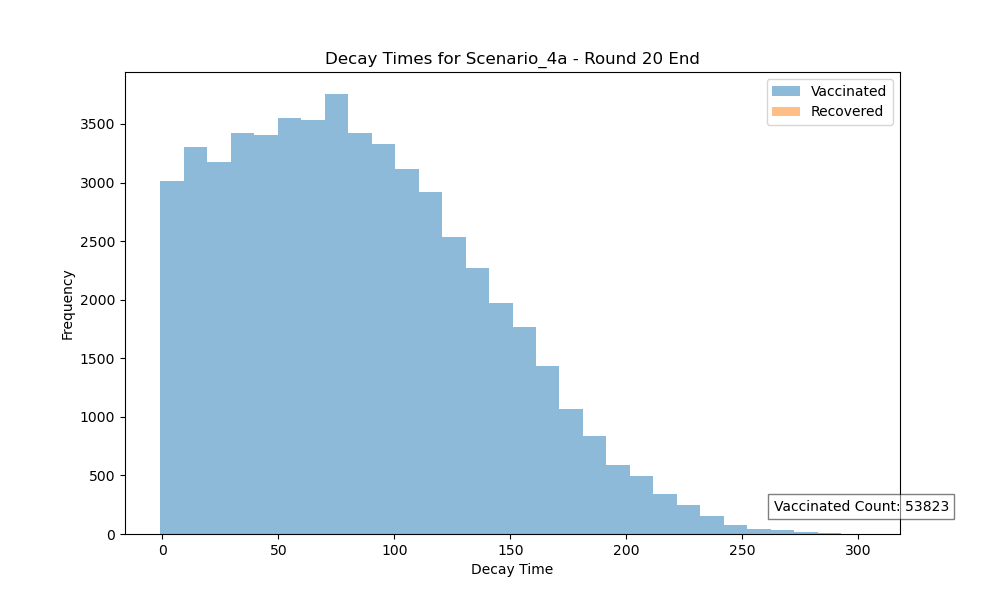 Decay Times for Scenario_4a - Round 20 End
Vaccinated
Recovered
3500
3000
2500
2000
1500
1000
500
0
Frequency
Vaccinated Count: 53823
0 50 100 150 200 250 300
Decay Time